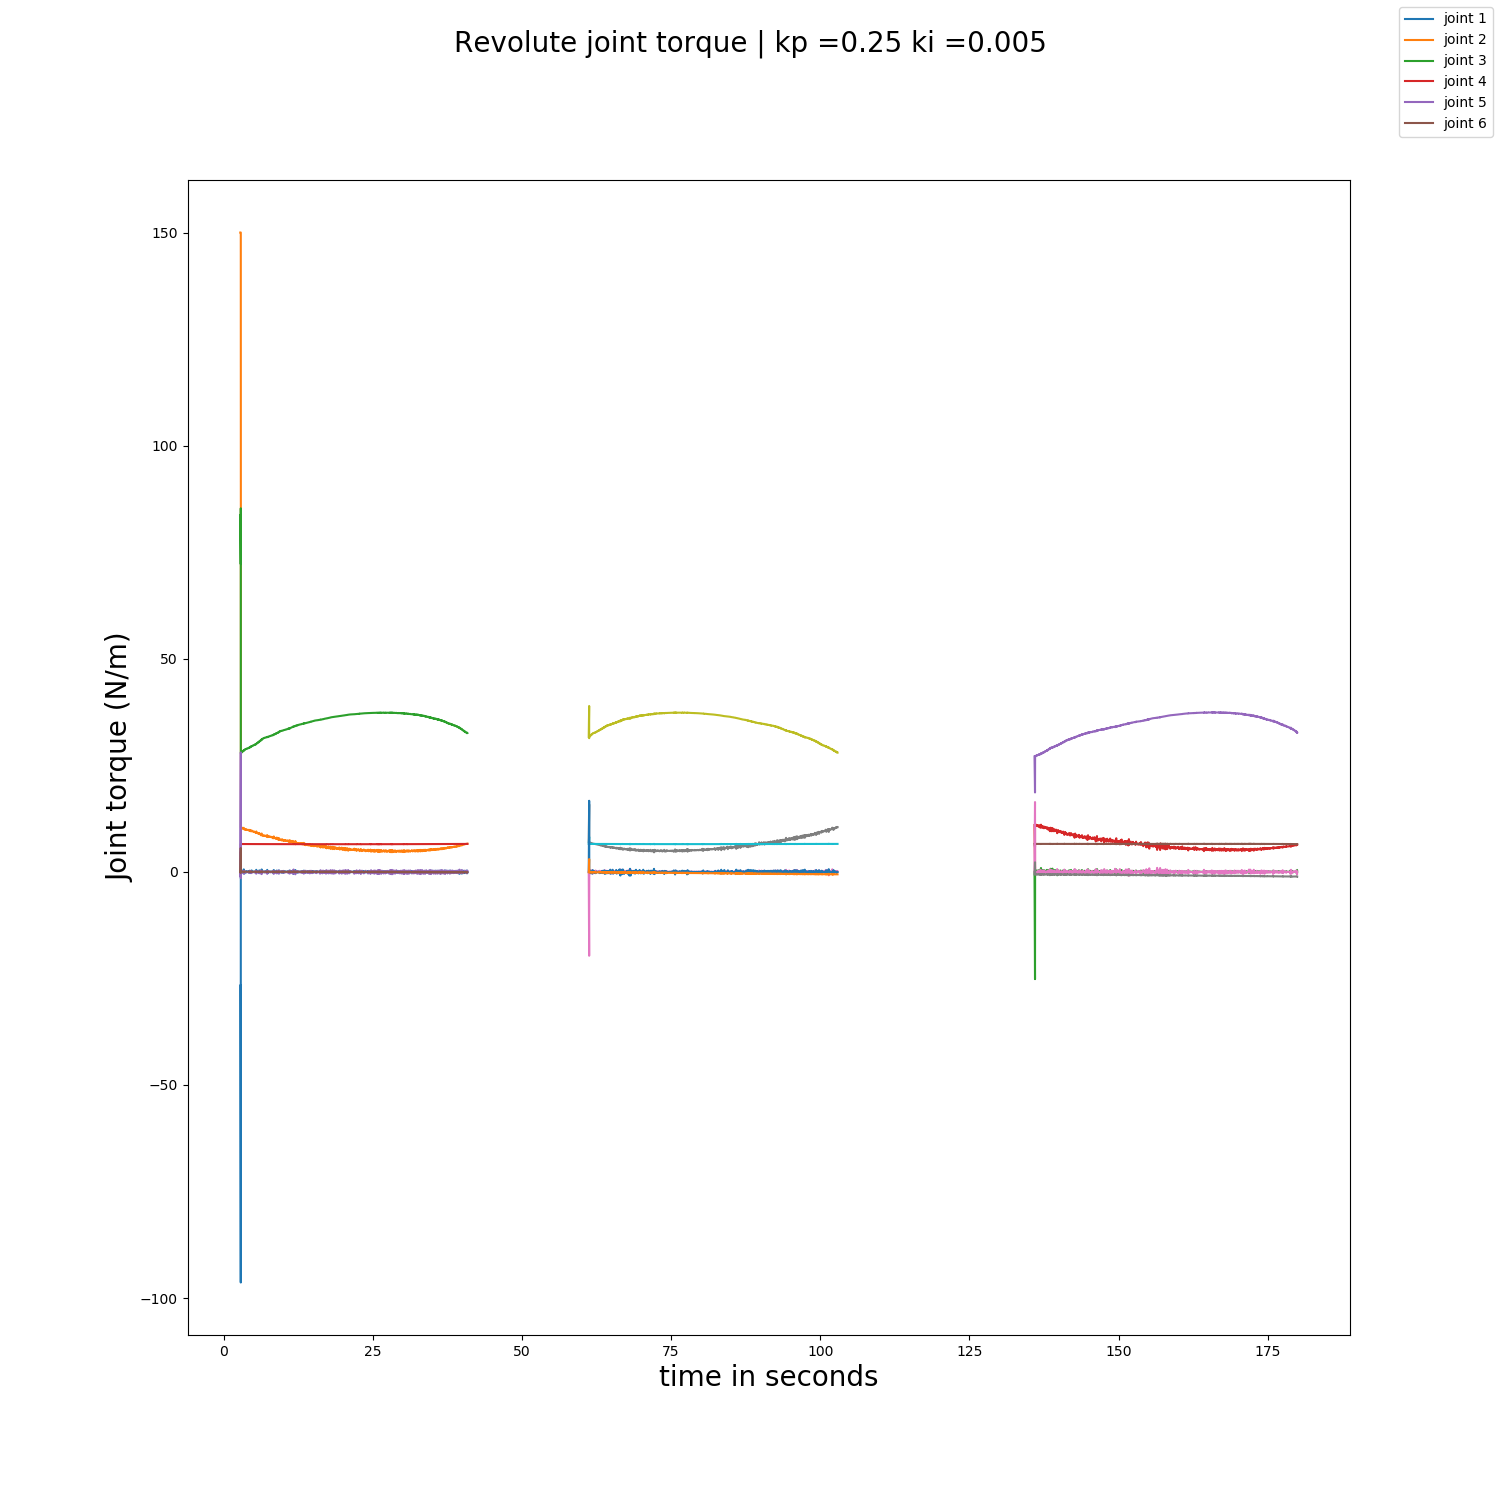 Revolute joint torque | kp =0.25 ki =0.005
joint 1
joint 2
joint 3
joint 4
joint 5
joint 6
Joint torque (N/m)
150
100
50
0
−50
−100
0 25 50 75 100 125 150 175
time in seconds